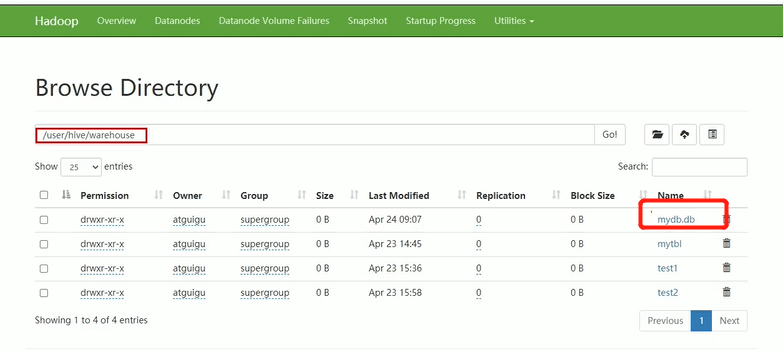 Hadoop Overview Datanodes Datanode Volume Failures Snapshot Startup Progress Utilities
Browse Directory
/user/hive/warehouse Go!
Show 25 entries Search:
Permission Owner Group Size Last Modified Replication Block Size Name
drwxr-xr-x atguigu supergroup 0 B Apr 24 09:07 0 0 B mydb.db
drwxr-xr-x atguigu supergroup 0 B Apr 23 14:45 0 0 B mytbl
drwxr-xr-x atguigu supergroup 0 B Apr 23 15:36 0 0 B test1
drwxr-xr-x atguigu supergroup 0 B Apr 23 15:58 0 0 B test2
Showing 1 to 4 of 4 entries Previous 1 Next